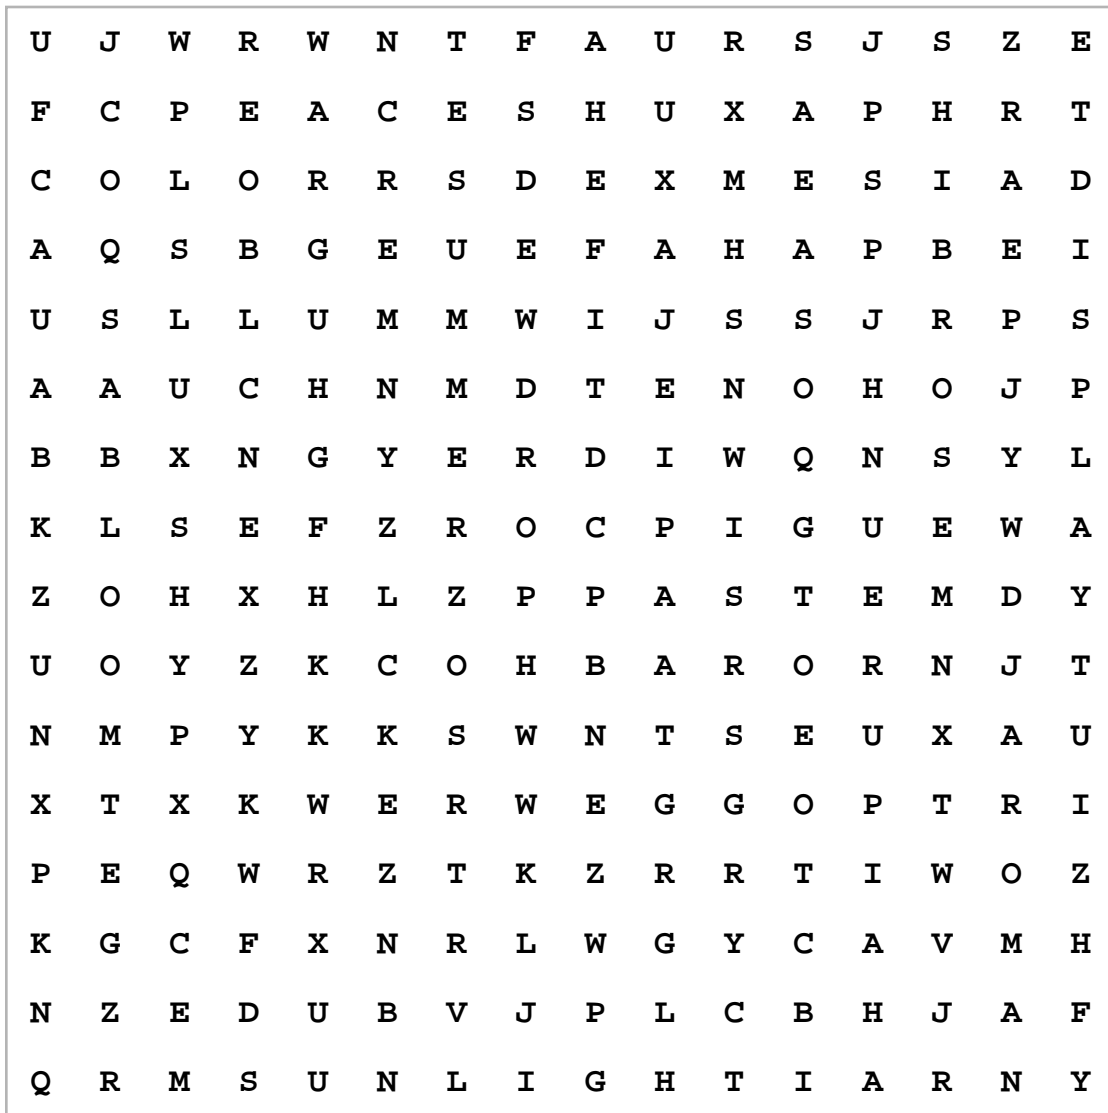 U J W R W N T F A U R S J S Z E
F C P E A C E S H U X A P H R T
C O L O R R S D E X M E S I A D
A Q S B G E U E F A H A P B E I
U S L L U M M W I J S S J R P S
A A U C H N M D T E N O H O J P
B B X N G Y E R D I W Q N S Y L
K L S E F Z R O C P I G U E W A
Z O H X H L Z P P A S T E M D Y
U O Y Z K C O H B A R O R N J T
N M P Y K K S W N T S E U X A U
X T X K W E R W E G G O P T R I
P E Q W R Z T K Z R R T I W O Z
K G C F X N R L W G Y C A V M H
N Z E D U B V J P L C B H J A F
Q R M S U N L I G H T I A R N Y